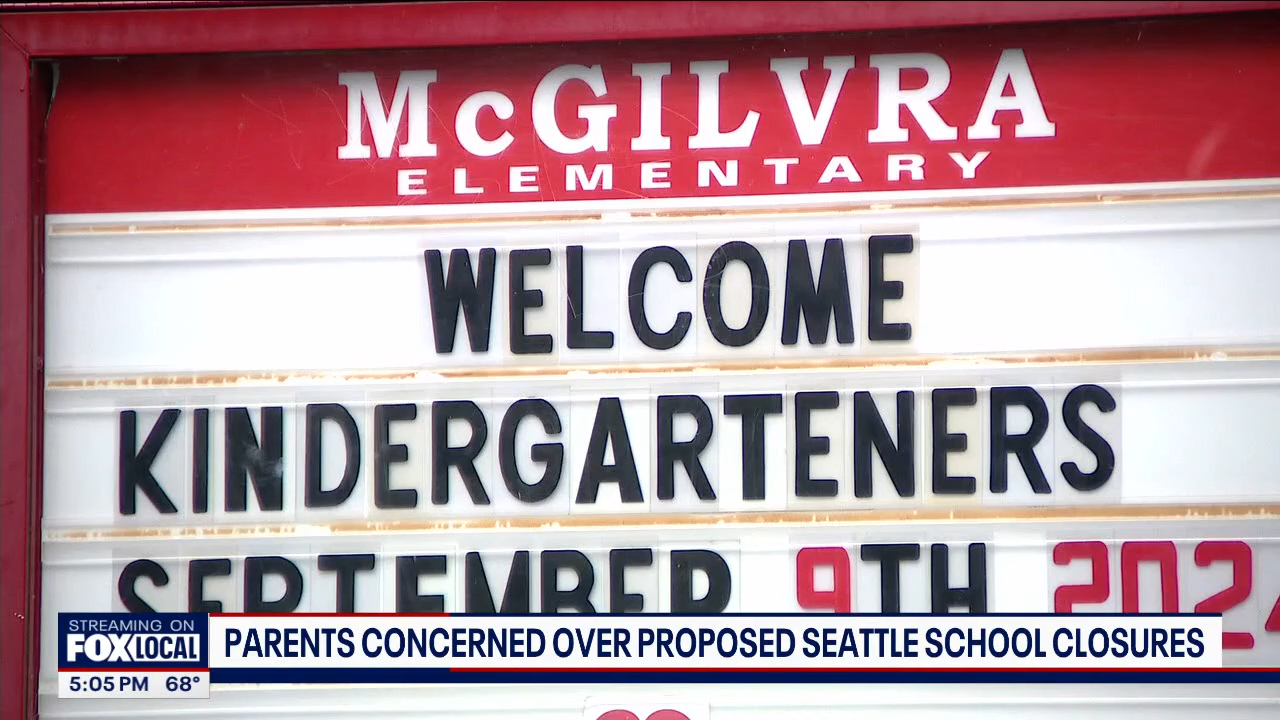 McGILVRA
ELEMENTARY
WELCOME
KINDERGARTENERS
SEPTEMBER 9TH 2024
STREAMING ON
FOX LOCAL
PARENTS CONCERNED OVER PROPOSED SEATTLE SCHOOL CLOSURES
5:05 PM 68°